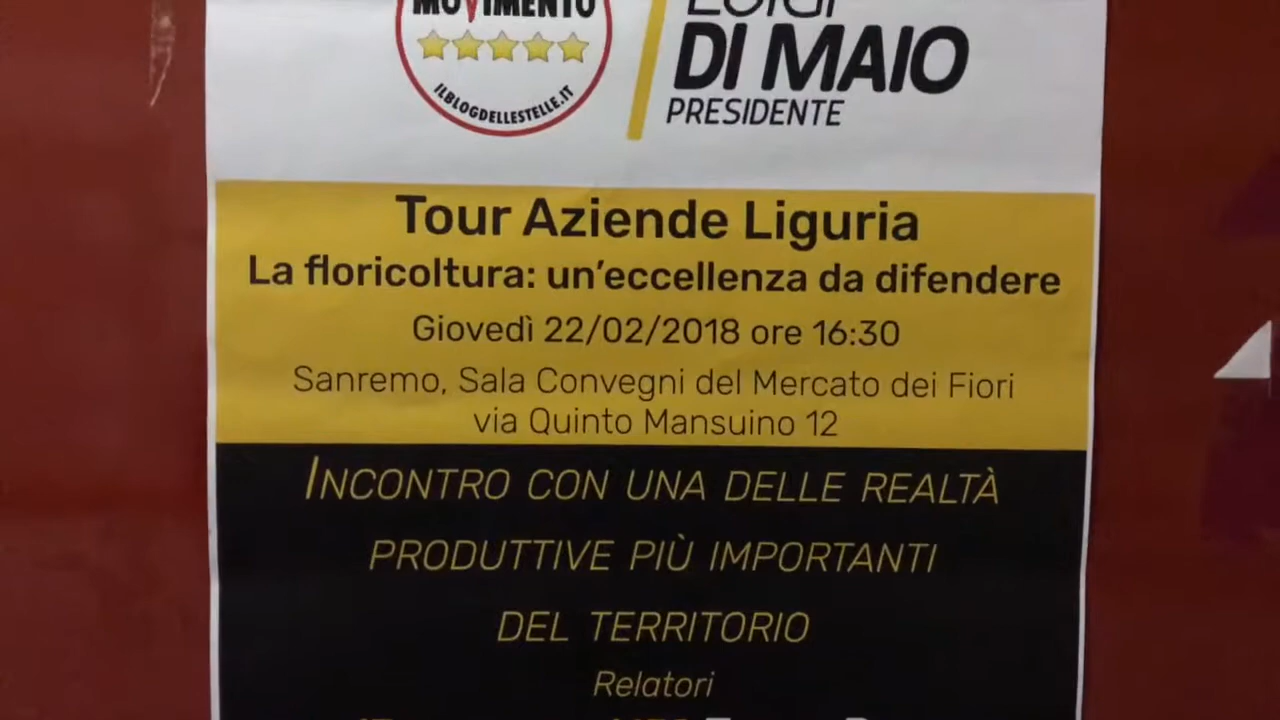 MOVIMENTO
ILBLOGDELLESTELLE.IT
LUIGI
DI MAIO
PRESIDENTE
Tour Aziende Liguria
La floricoltura: un'eccellenza da difendere
Giovedì 22/02/2018 ore 16:30
Sanremo, Sala Convegni del Mercato dei Fiori
via Quinto Mansuino 12
INCONTRO CON UNA DELLE REALTÀ
PRODUTTIVE PIÙ IMPORTANTI
DEL TERRITORIO
Relatori